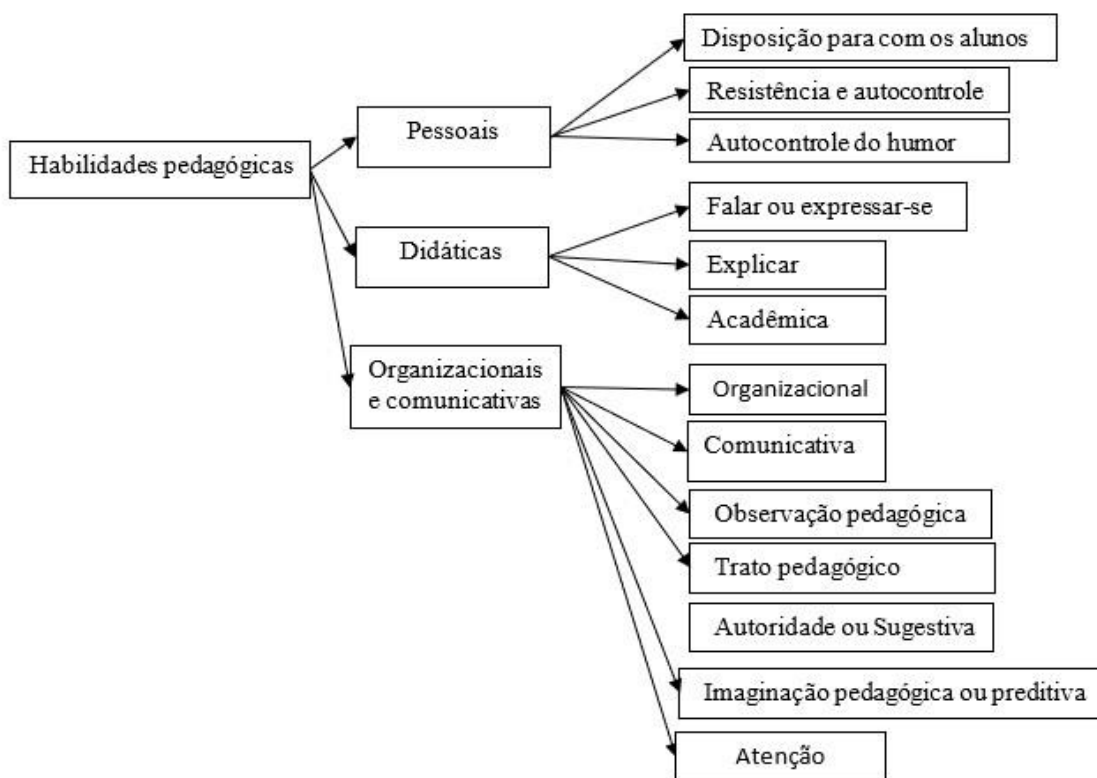 Habilidades pedagógicas
Pessoais
Disposição para com os alunos
Resistência e autocontrole
Autocontrole do humor
Didáticas
Falar ou expressar-se
Explicar
Acadêmica
Organizacionais
e comunicativas
Organizacional
Comunicativa
Observação pedagógica
Trato pedagógico
Autoridade ou Sugestiva
Imaginação pedagógica ou preditiva
Atenção